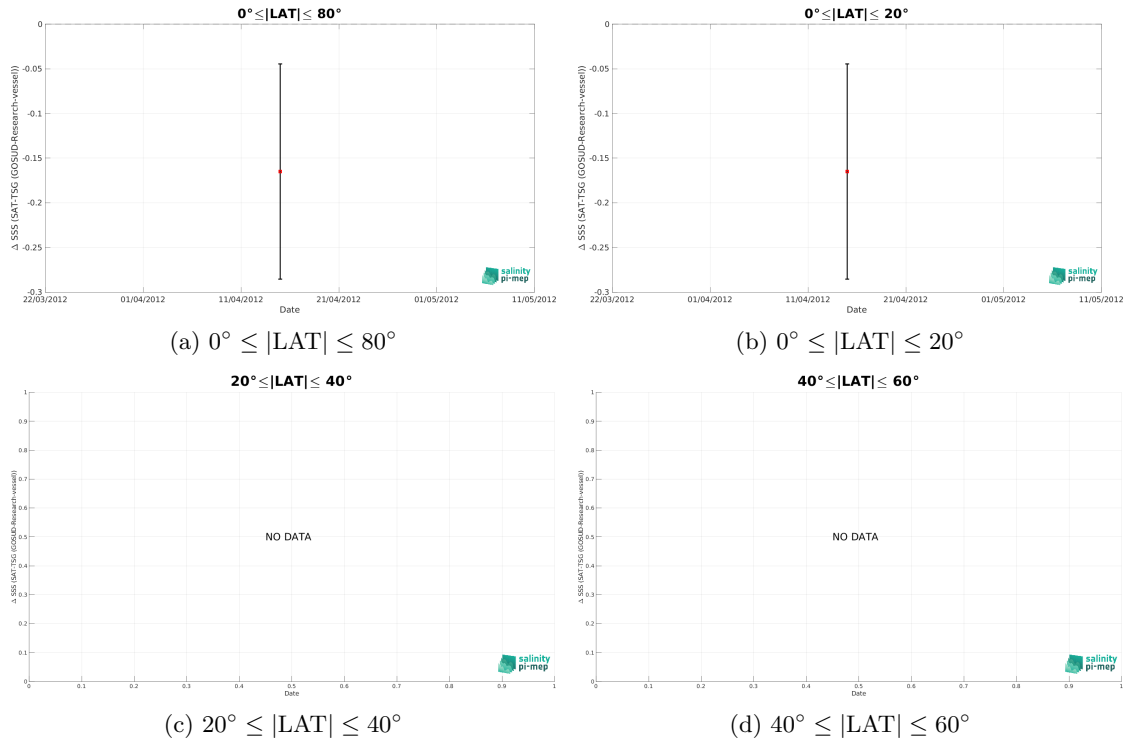 0°≤|LAT|≤ 80°
Δ SSS (SAT-TSG (GOSUD-Research-vessel))
0
-0.05
-0.1
-0.15
-0.2
-0.25
-0.3
22/03/2012 01/04/2012 11/04/2012 21/04/2012 01/05/2012 11/05/2012
Date
salinity
pi-mep
(a) 0° ≤ |LAT| ≤ 80°
0°≤|LAT|≤ 20°
Δ SSS (SAT-TSG (GOSUD-Research-vessel))
0
-0.05
-0.1
-0.15
-0.2
-0.25
-0.3
22/03/2012 01/04/2012 11/04/2012 21/04/2012 01/05/2012 11/05/2012
Date
salinity
pi-mep
(b) 0° ≤ |LAT| ≤ 20°
20°≤|LAT|≤ 40°
Δ SSS (SAT-TSG (GOSUD-Research-vessel))
1
0.9
0.8
0.7
0.6
0.5
0.4
0.3
0.2
0.1
0
NO DATA
0 0.1 0.2 0.3 0.4 0.5 0.6 0.7 0.8 0.9 1
Date
salinity
pi-mep
(c) 20° ≤ |LAT| ≤ 40°
40°≤|LAT|≤ 60°
Δ SSS (SAT-TSG (GOSUD-Research-vessel))
1
0.9
0.8
0.7
0.6
0.5
0.4
0.3
0.2
0.1
0
NO DATA
0 0.1 0.2 0.3 0.4 0.5 0.6 0.7 0.8 0.9 1
Date
salinity
pi-mep
(d) 40° ≤ |LAT| ≤ 60°